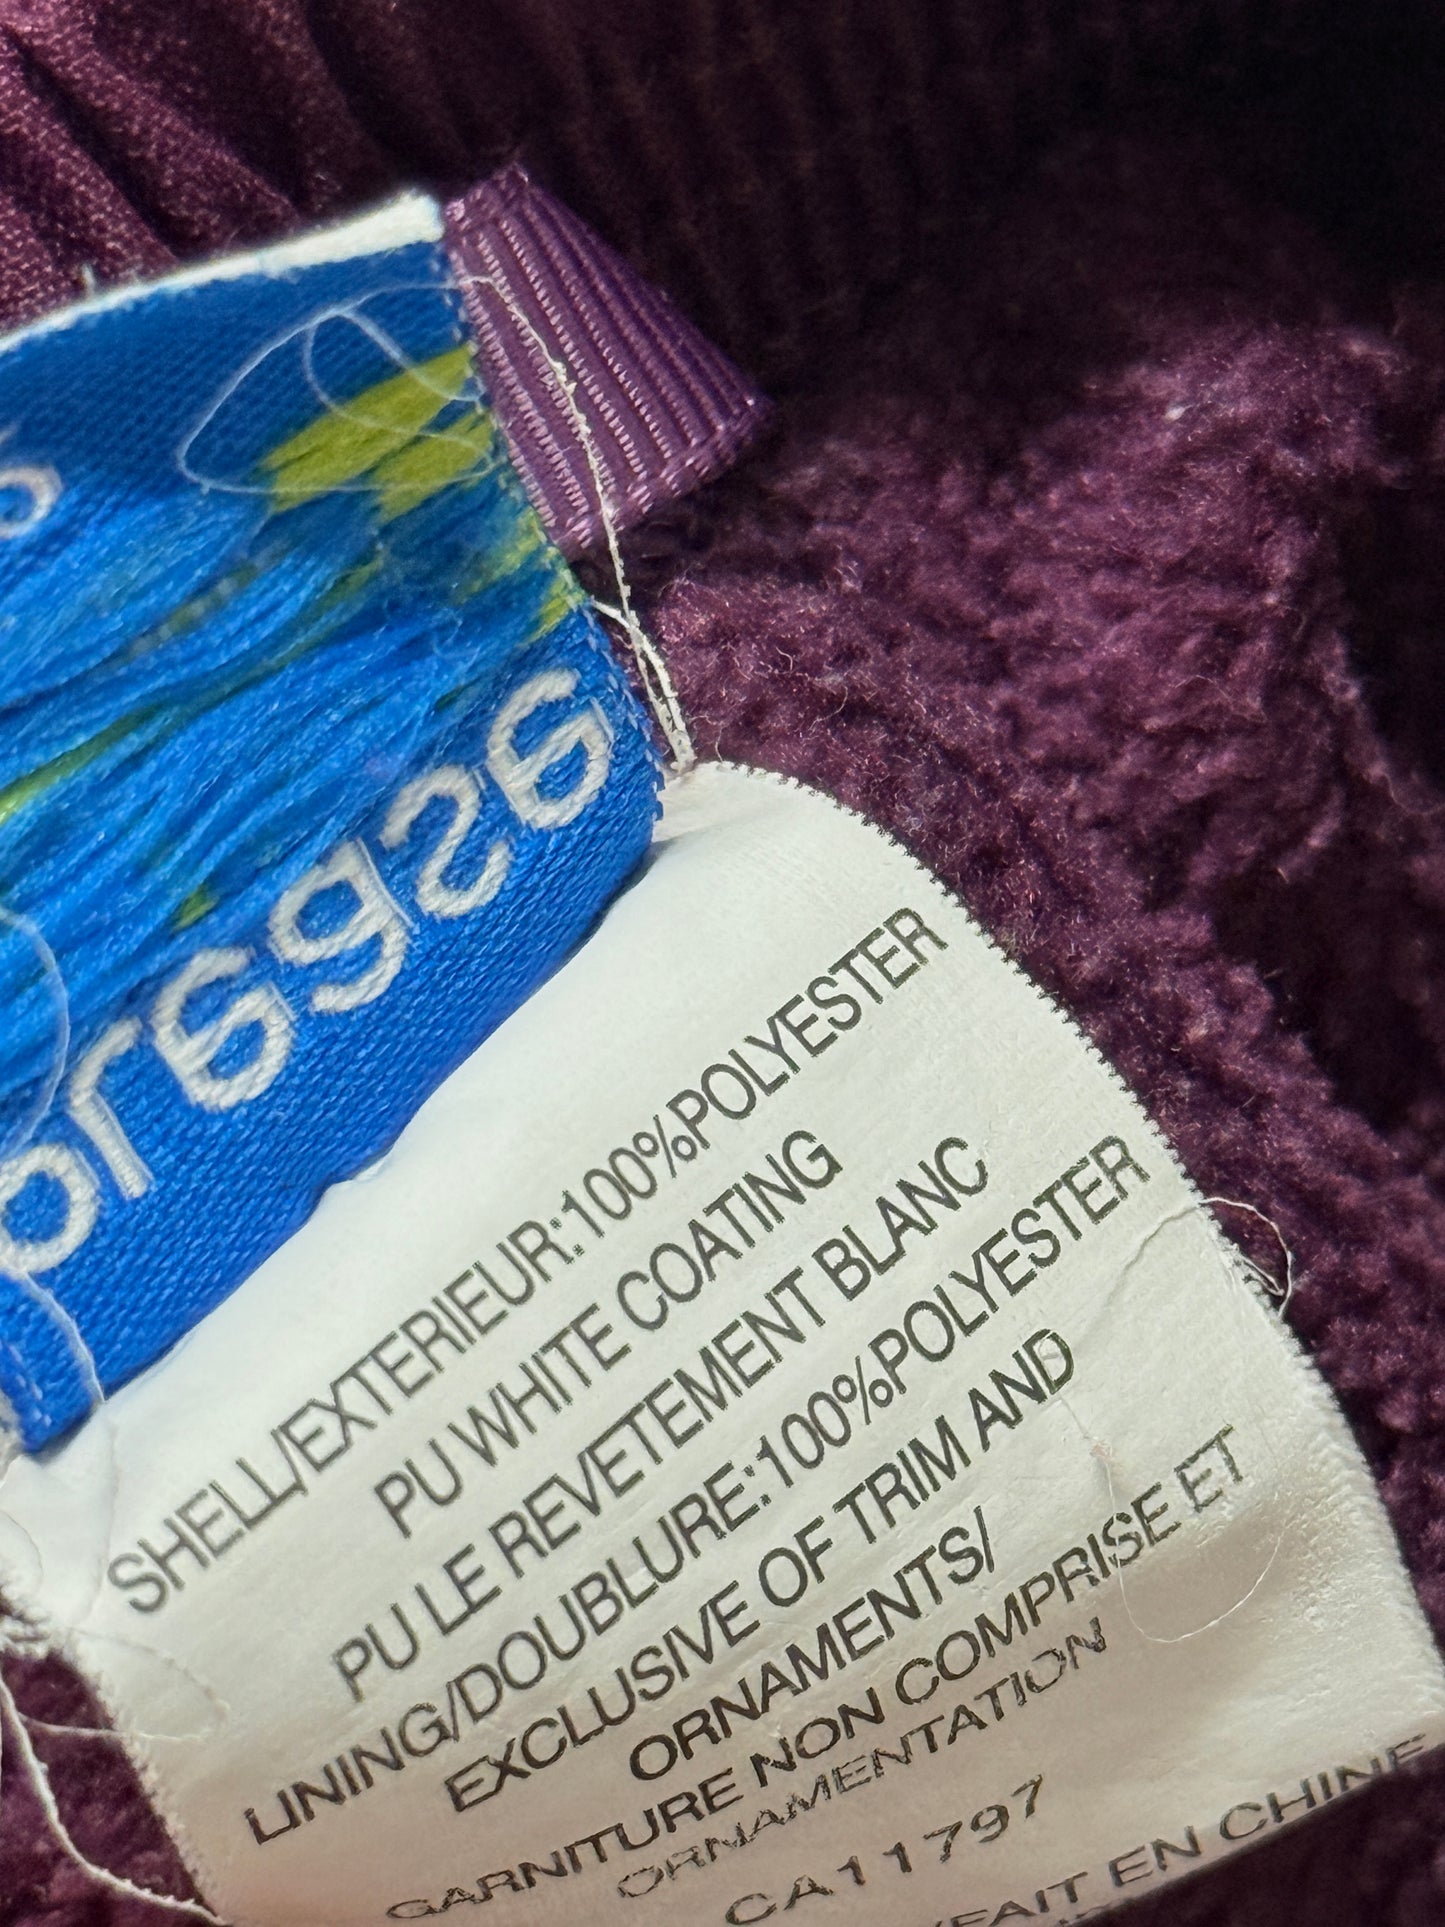 SHELL/EXTERIEUR:100%POLYESTER
PU WHITE COATING
PU LE REVETEMENT BLANC
LINING/DOUBLURE:100%POLYESTER
EXCLUSIVE OF TRIM AND
ORNAMENTS/
GARNITURE NON COMPRISE ET
ORNAMENTATION
CA11797
FAIT EN CHINE